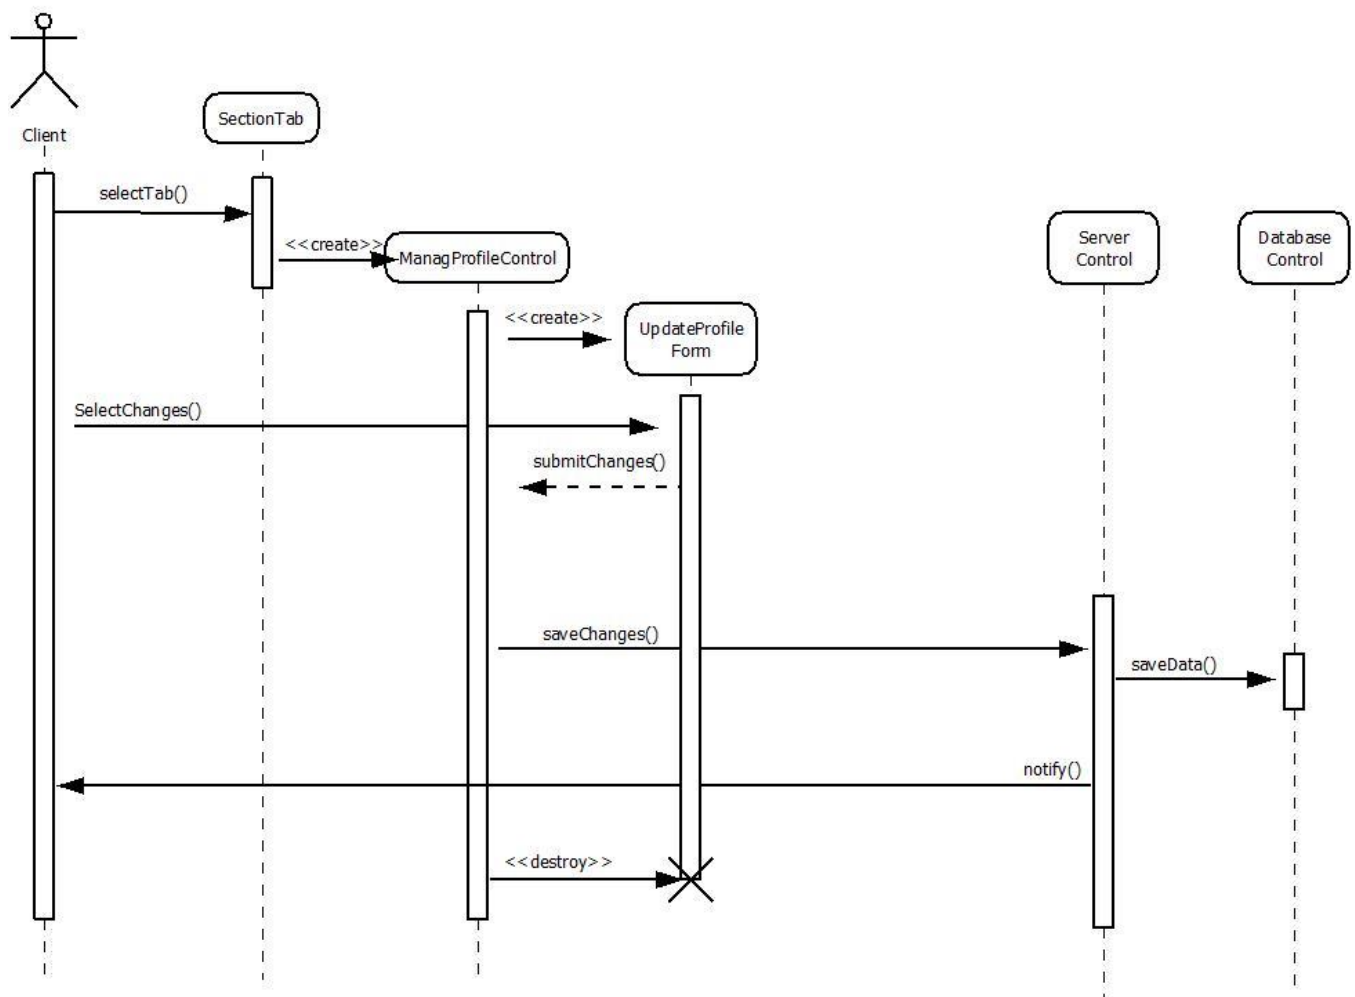 Client
SectionTab
selectTab()
<<create>>
ManagProfileControl
Server
Control
Database
Control
<<create>>
UpdateProfile
Form
SelectChanges()
submitChanges()
saveChanges()
saveData()
notify()
<<destroy>>